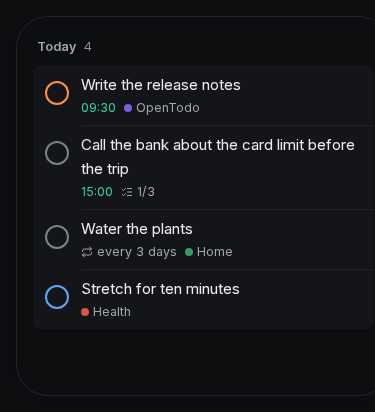 Today 4
Write the release notes
09:30 OpenTodo
Call the bank about the card limit before
the trip
15:00 1/3
Water the plants
every 3 days Home
Stretch for ten minutes
Health